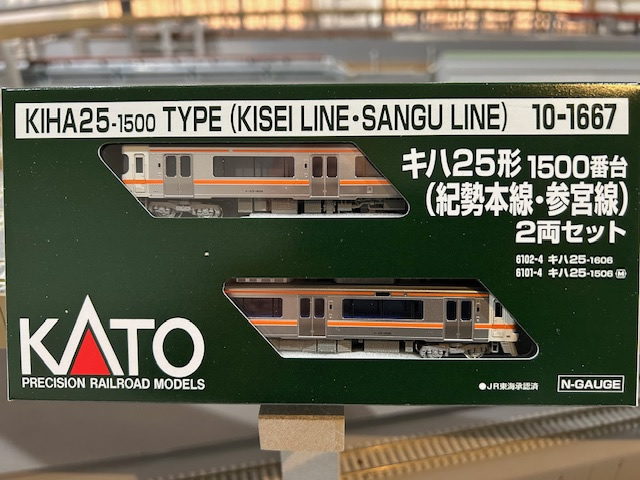 KIHA25-1500 TYPE (KISEI LINE・SANGU LINE) 10-1667
キハ25形 1500番台
(紀勢本線・参宮線)
2両セット
6102-4 キハ25-1606
6101-4 キハ25-1506 Ⓜ
KATO
PRECISION RAILROAD MODELS
●JR東海承認済
N-GAUGE